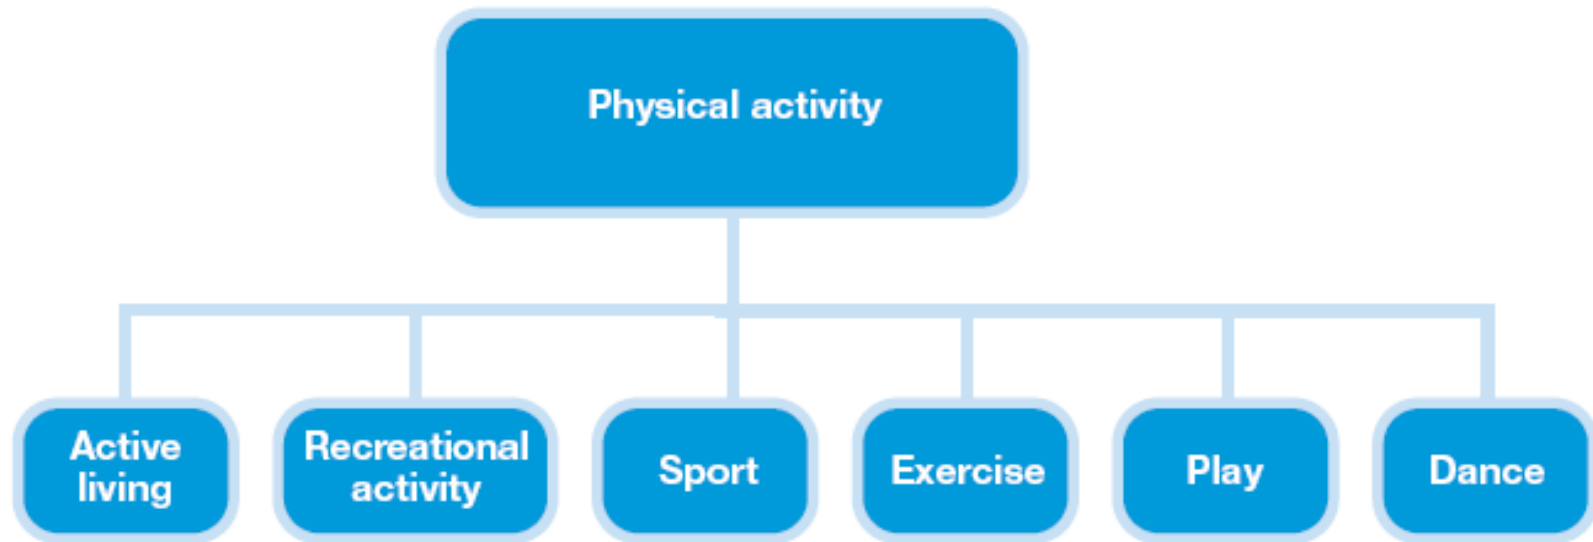 Physical activity
Active
living
Recreational
activity
Sport
Exercise
Play
Dance